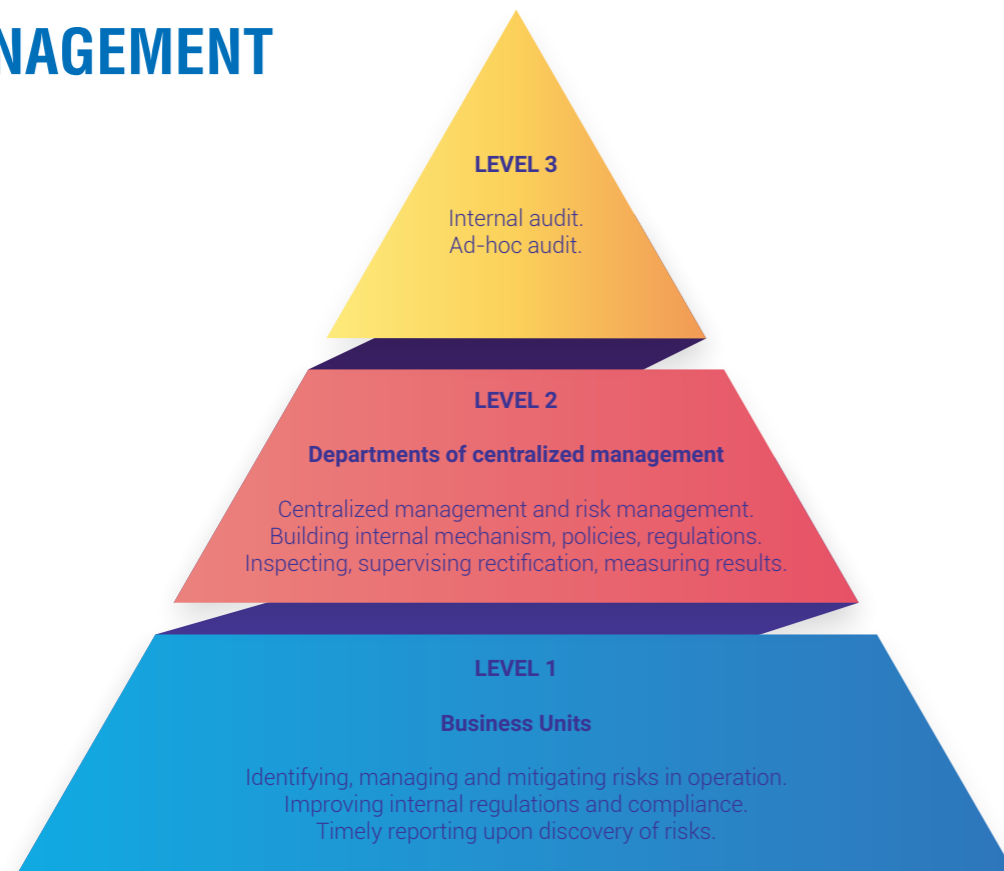 NAGEMENT
LEVEL 3
Internal audit.
Ad-hoc audit.
LEVEL 2
Departments of centralized management
Centralized management and risk management.
Building internal mechanism, policies, regulations.
Inspecting, supervising rectification, measuring results.
LEVEL 1
Business Units
Identifying, managing and mitigating risks in operation.
Improving internal regulations and compliance.
Timely reporting upon discovery of risks.